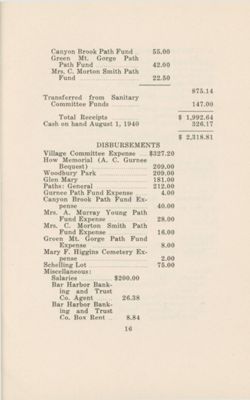 Canyon Brook Path Fund 55.00
Green Mt. Gorge Path
Path Fund 42.00
Mrs. C. Morton Smith Path
Fund 22.50
875.14
Transferred from Sanitary
Committee Funds 147.00
Total Receipts $ 1,992.64
Cash on hand August 1, 1940 326.17
$ 2,318.81
DISBURSEMENTS
Village Committee Expense $327.20
How Memorial (A. C. Gurnee
Bequest) 209.00
Woodbury Park 209.00
Glen Mary 181.00
Paths: General 212.00
Gurnee Path Fund Expense 4.00
Canyon Brook Path Fund Ex-
pense 40.00
Mrs. A. Murray Young Path
Fund Expense 28.00
Mrs. C. Morton Smith Path
Fund Expense 16.00
Green Mt. Gorge Path Fund
Expense 8.00
Mary F. Higgins Cemetery Ex-
pense 2.00
Schelling Lot 75.00
Miscellaneous:
Salaries $200.00
Bar Harbor Bank-
ing and Trust
Co. Agent 26.38
Bar Harbor Bank-
ing and Trust
Co. Box Rent 8.84
16